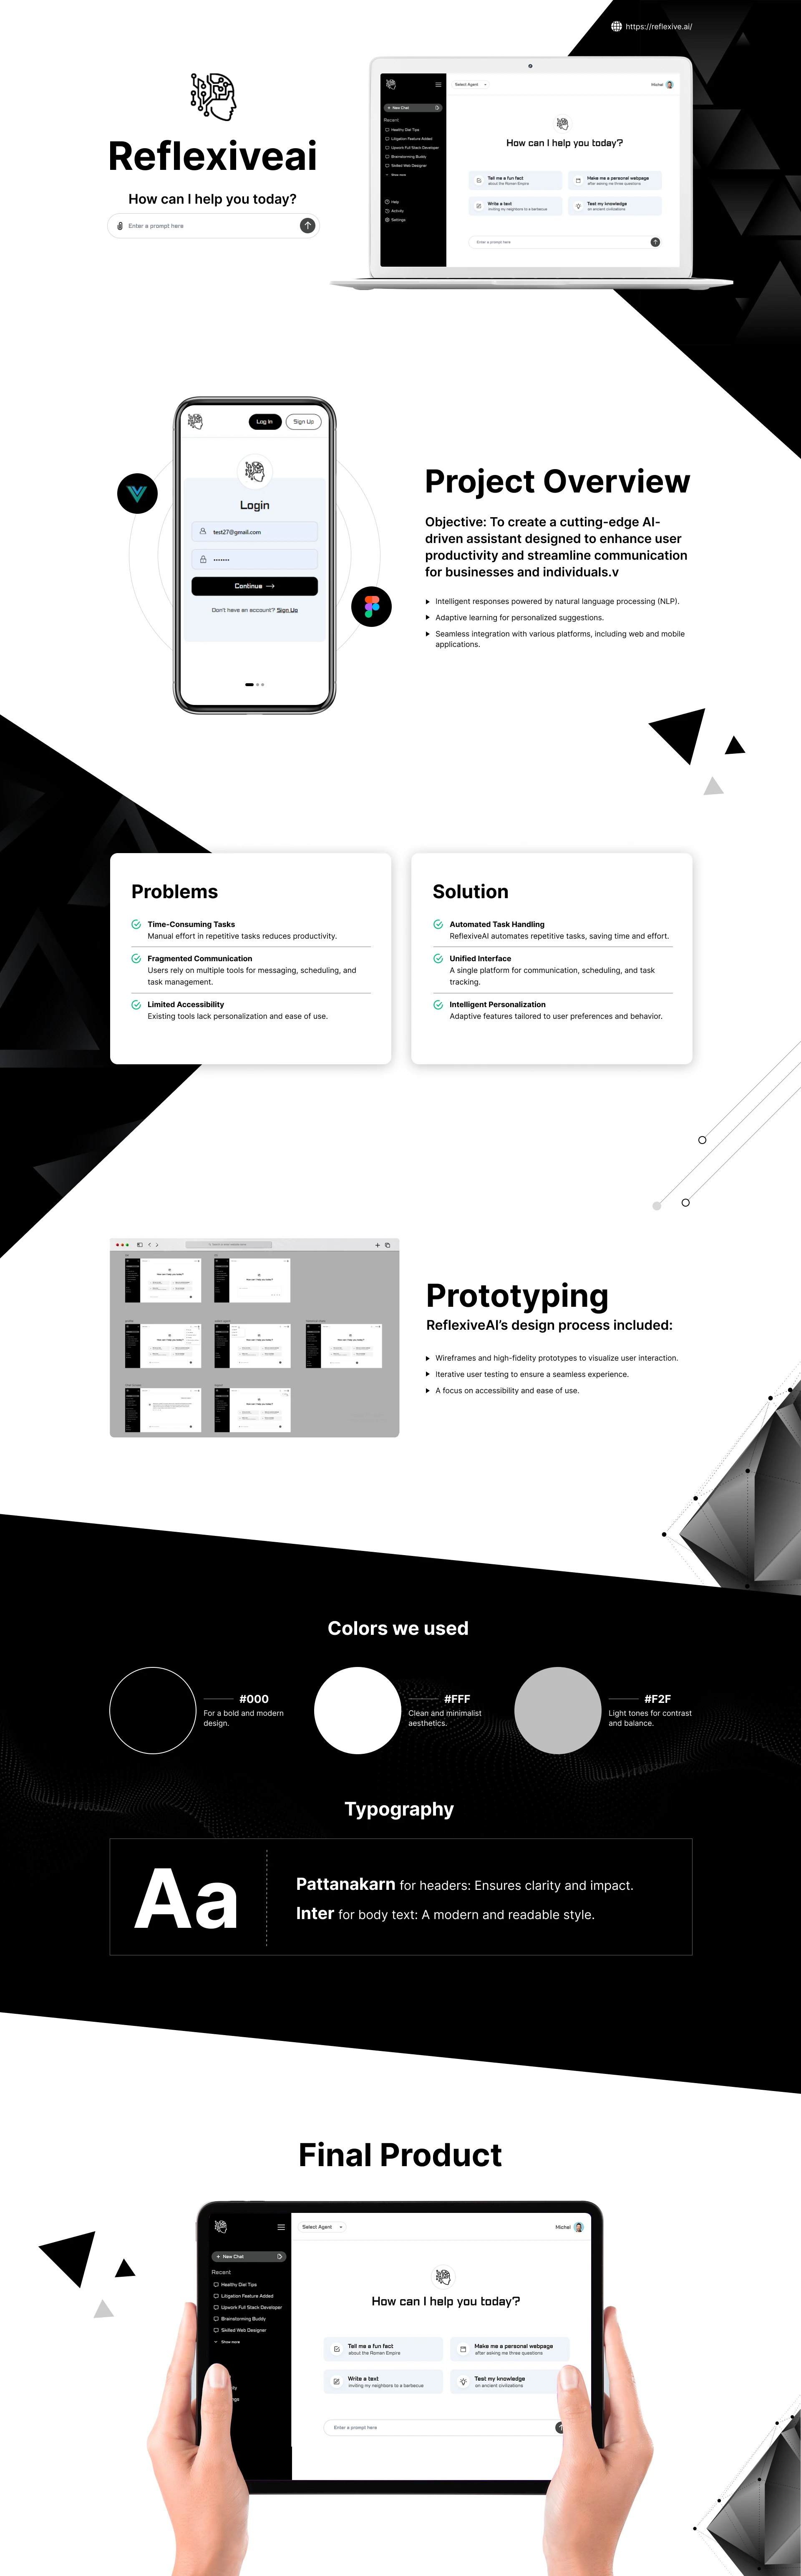 https://reflexive.ai/
Reflexiveai
How can I help you today?
Enter a prompt here
Select Agent
Michel
+ New Chat
Recent
Healthy Diet Tips
Litigation Feature Added
Upwork Full Stack Developer
Brainstorming Buddy
Skilled Web Designer
Show more
Help
Activity
Settings
How can I help you today?
Tell me a fun fact
about the Roman Empire
Make me a personal webpage
after asking me three questions
Write a text
inviting my neighbors to a barbecue
Test my knowledge
on ancient civilizations
Enter a prompt here
Log In
Sign Up
Login
test27@gmail.com
Continue
Don't have an account? Sign Up
Project Overview
Objective: To create a cutting-edge AI-
driven assistant designed to enhance user
productivity and streamline communication
for businesses and individuals.v
Intelligent responses powered by natural language processing (NLP).
Adaptive learning for personalized suggestions.
Seamless integration with various platforms, including web and mobile
applications.
Problems
Time-Consuming Tasks
Manual effort in repetitive tasks reduces productivity.
Fragmented Communication
Users rely on multiple tools for messaging, scheduling, and
task management.
Limited Accessibility
Existing tools lack personalization and ease of use.
Solution
Automated Task Handling
ReflexiveAI automates repetitive tasks, saving time and effort.
Unified Interface
A single platform for communication, scheduling, and task
tracking.
Intelligent Personalization
Adaptive features tailored to user preferences and behavior.
Prototyping
ReflexiveAI's design process included:
Wireframes and high-fidelity prototypes to visualize user interaction.
Iterative user testing to ensure a seamless experience.
A focus on accessibility and ease of use.
Colors we used
#000
For a bold and modern
design.
#FFF
Clean and minimalist
aesthetics.
#F2F
Light tones for contrast
and balance.
Typography
Aa
Pattanakarn for headers: Ensures clarity and impact.
Inter for body text: A modern and readable style.
Final Product
Select Agent
Michel
+ New Chat
Recent
Healthy Diet Tips
Litigation Feature Added
Upwork Full Stack Developer
Brainstorming Buddy
Skilled Web Designer
Show more
How can I help you today?
Tell me a fun fact
about the Roman Empire
Make me a personal webpage
after asking me three questions
Write a text
inviting my neighbors to a barbecue
Test my knowledge
on ancient civilizations
Enter a prompt here